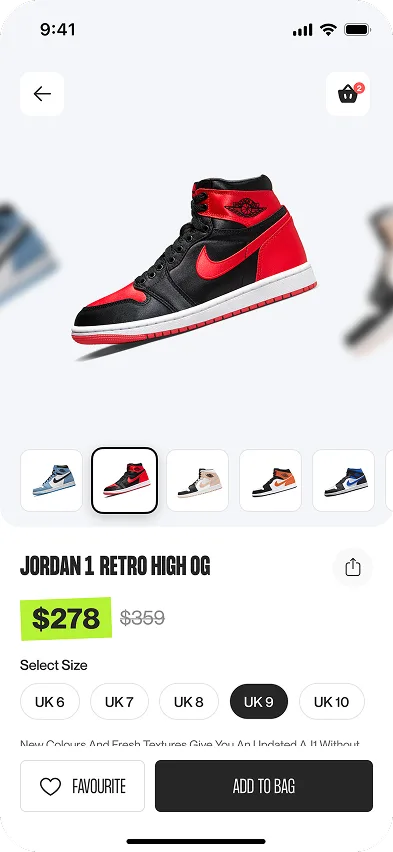 9:41
2
JORDAN 1 RETRO HIGH OG
$278 $359
Select Size
UK 6 UK 7 UK 8 UK 9 UK 10
New Colours And Fresh Textures Give You An Updated AJ1 Without
FAVOURITE ADD TO BAG